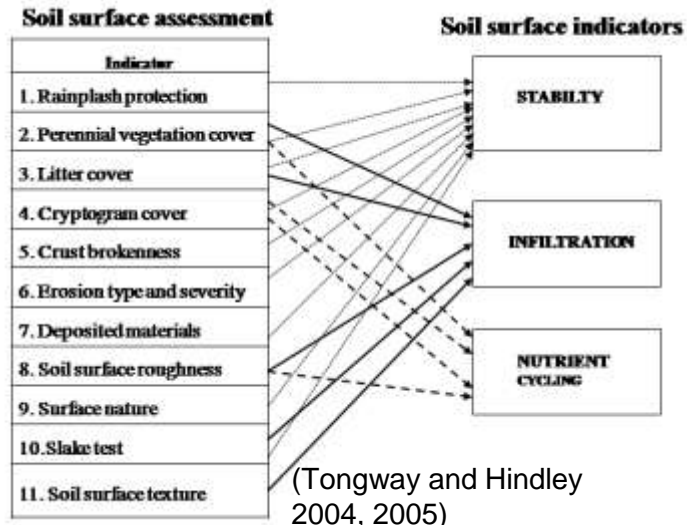 Soil surface assessment
Indicator
1. Rainplash protection
2. Perennial vegetation cover
3. Litter cover
4. Cryptogram cover
5. Crust brokenness
6. Erosion type and severity
7. Deposited materials
8. Soil surface roughness
9. Surface nature
10.Slake test
11. Soil surface texture
Soil surface indicators
STABILTY
INFILTRATION
NUTRIENT
CYCLING
(Tongway and Hindley
2004, 2005)